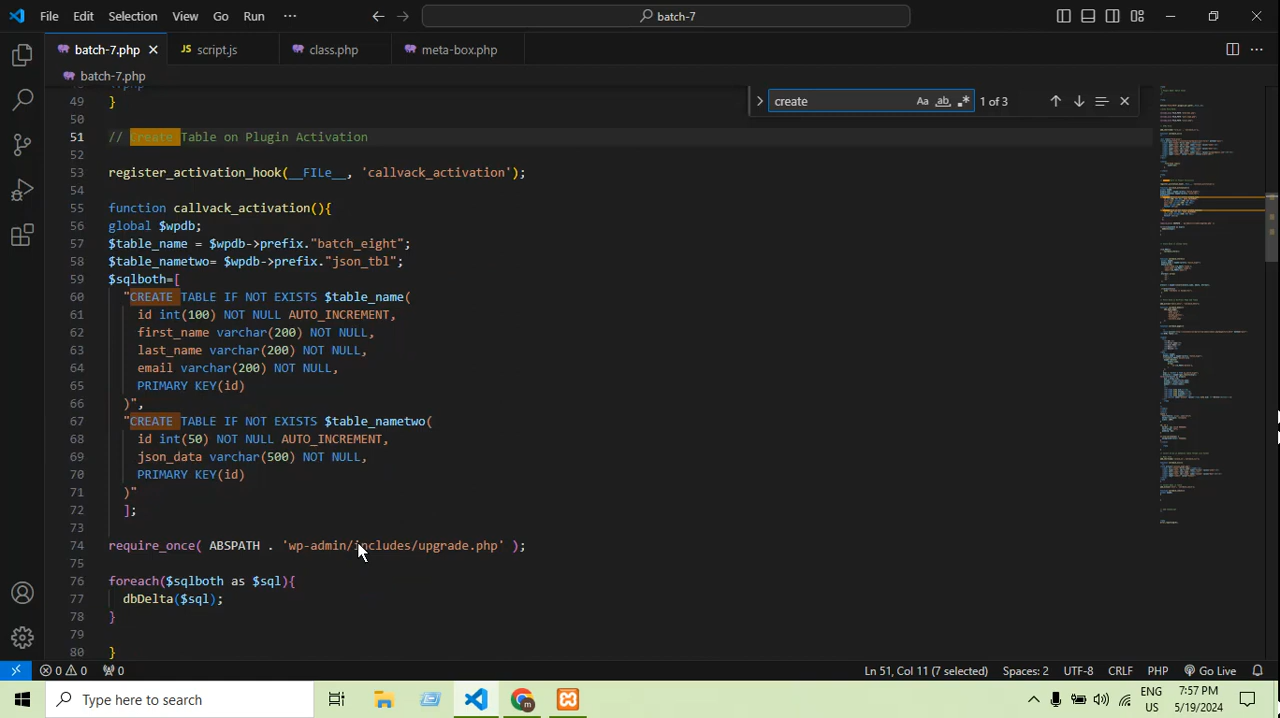 File Edit Selection View Go Run ··· batch-7
batch-7.php script.js class.php meta-box.php
batch-7.php
create Aa ab .* 1 of 3
49 }
50
51 // Create Table on Plugin Activation
52
53 register_activation_hook(__FILe__, 'callvack_activation');
54
55 function callvack_activation(){
56 global $wpdb;
57 $table_name = $wpdb->prefix."batch_eight";
58 $table_nametwo= $wpdb->prefix."json_tbl";
59 $sqlboth=[
60 "CREATE TABLE IF NOT EXISTS $table_name(
61 id int(100) NOT NULL AUTO_INCREMENT,
62 first_name varchar(200) NOT NULL,
63 last_name varchar(200) NOT NULL,
64 email varchar(200) NOT NULL,
65 PRIMARY KEY(id)
66 )",
67 "CREATE TABLE IF NOT EXISTS $table_nametwo(
68 id int(50) NOT NULL AUTO_INCREMENT,
69 json_data varchar(500) NOT NULL,
70 PRIMARY KEY(id)
71 )"
72 ];
73
74 require_once( ABSPATH . 'wp-admin/includes/upgrade.php' );
75
76 foreach($sqlboth as $sql){
77 dbDelta($sql);
78 }
79
80 }
0 0 0 Ln 51, Col 11 (7 selected) Spaces: 2 UTF-8 CRLF PHP Go Live
Type here to search ENG 7:57 PM
US 5/19/2024